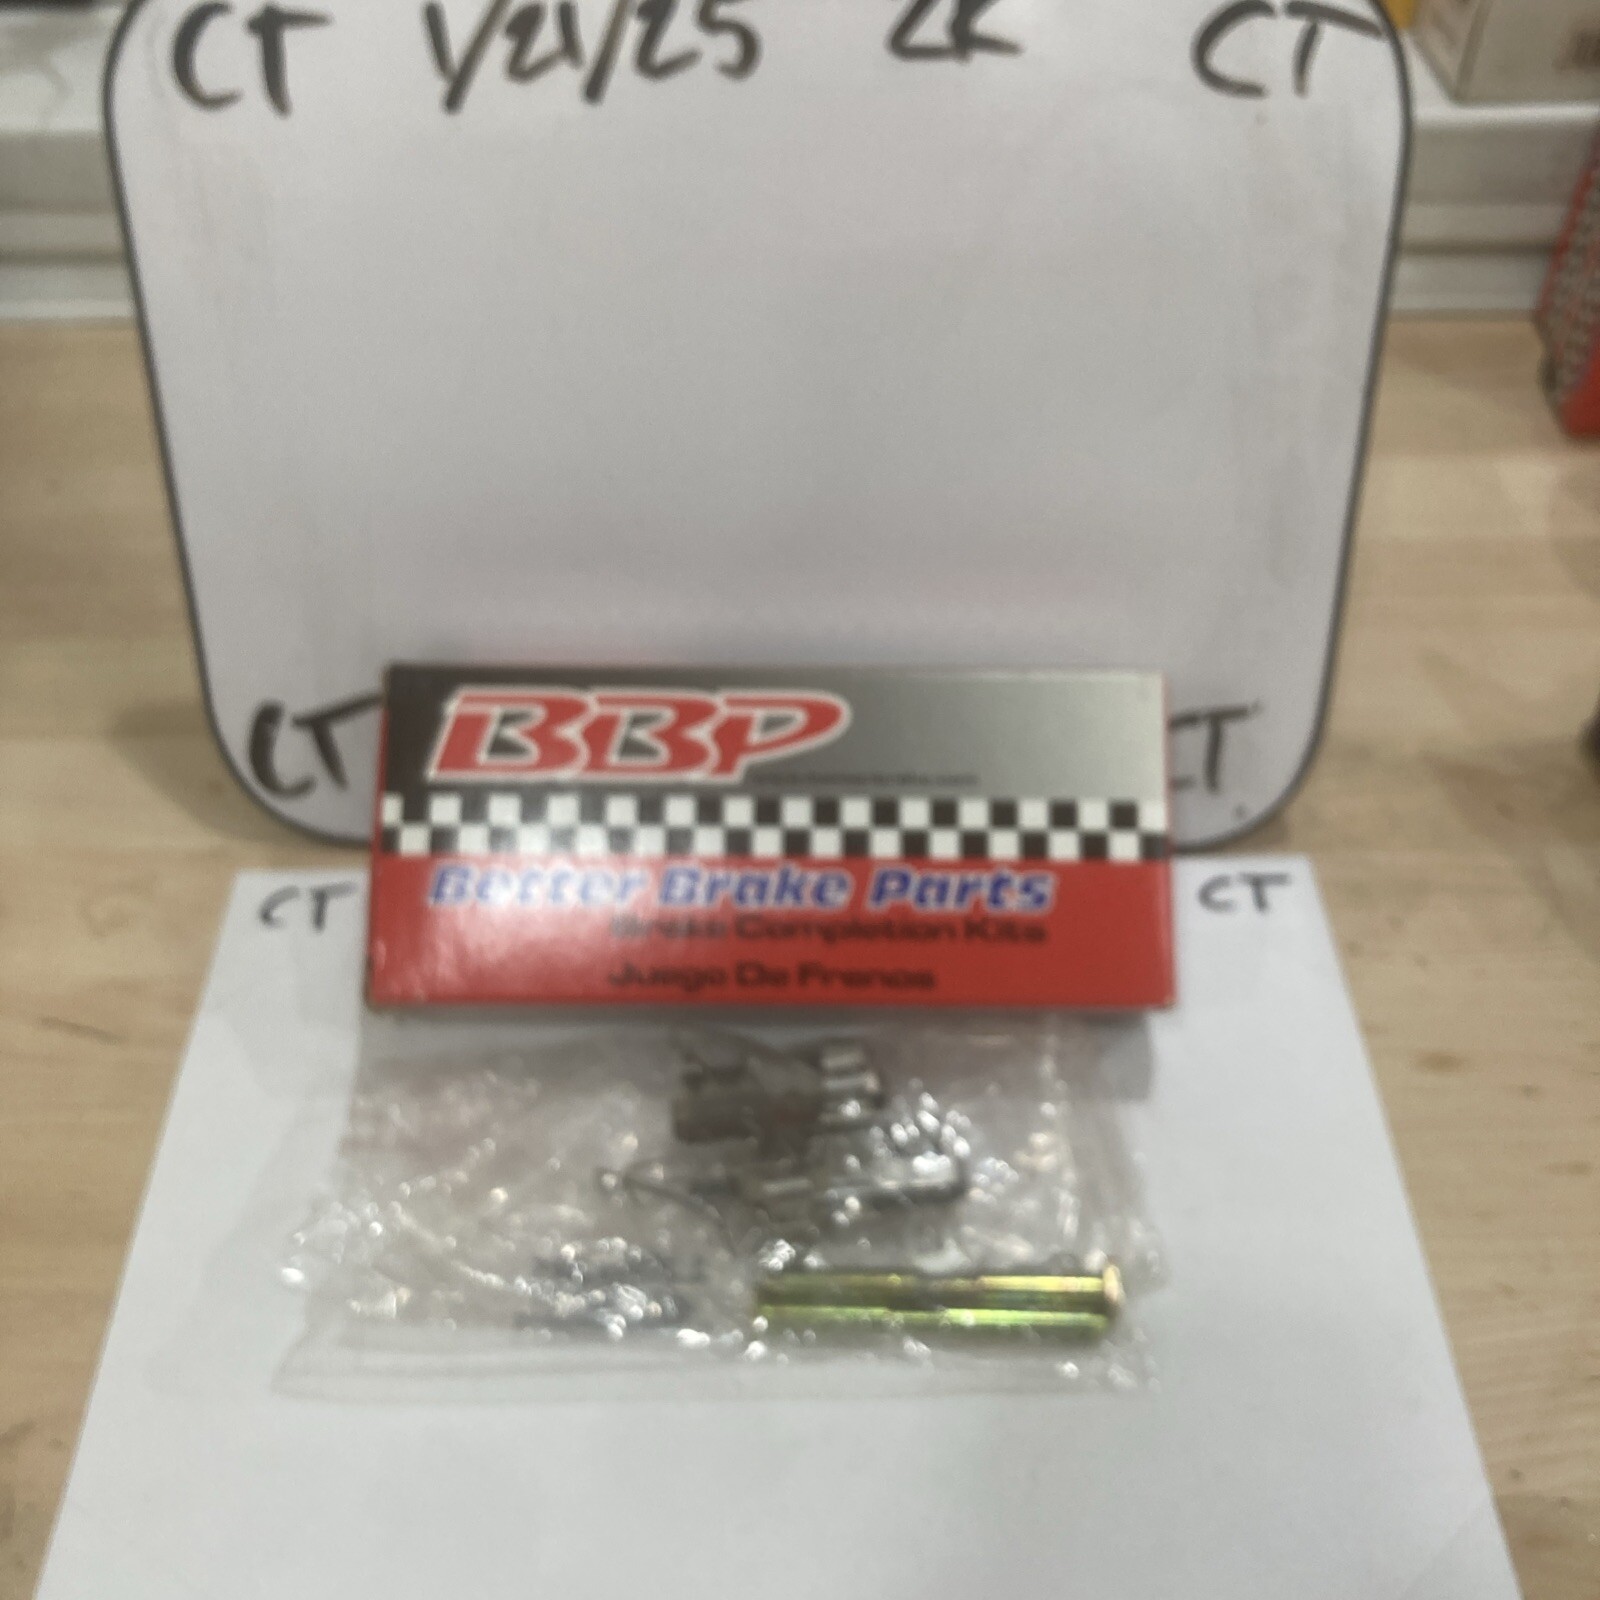 CT 1/21/25 ZK CT
CT CT
BBP
Better Brake Parts
Brake Completion Kits
Juego De Frenos
CT CT